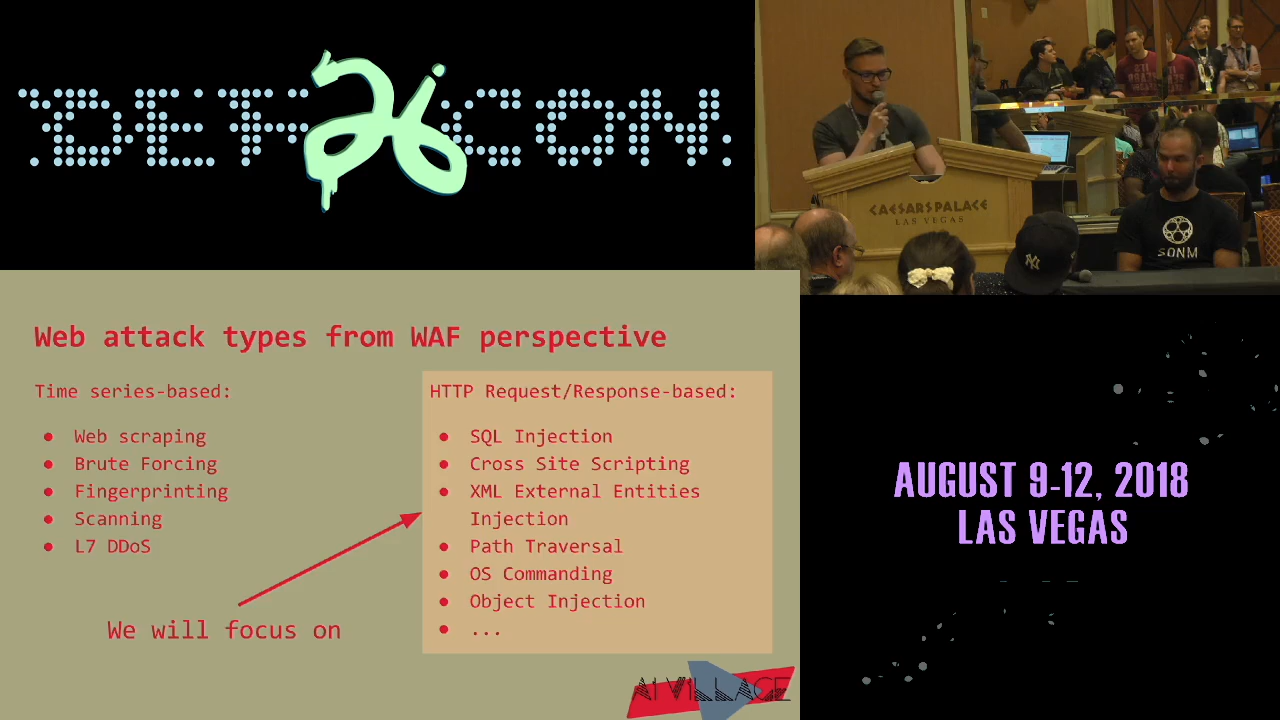 DEF CON 26
CAESARS PALACE
LAS VEGAS
NY
SONM
Web attack types from WAF perspective
Time series-based:
● Web scraping
● Brute Forcing
● Fingerprinting
● Scanning
● L7 DDoS
We will focus on
HTTP Request/Response-based:
● SQL Injection
● Cross Site Scripting
● XML External Entities
Injection
● Path Traversal
● OS Commanding
● Object Injection
● ...
AI VILLAGE
AUGUST 9-12, 2018
LAS VEGAS